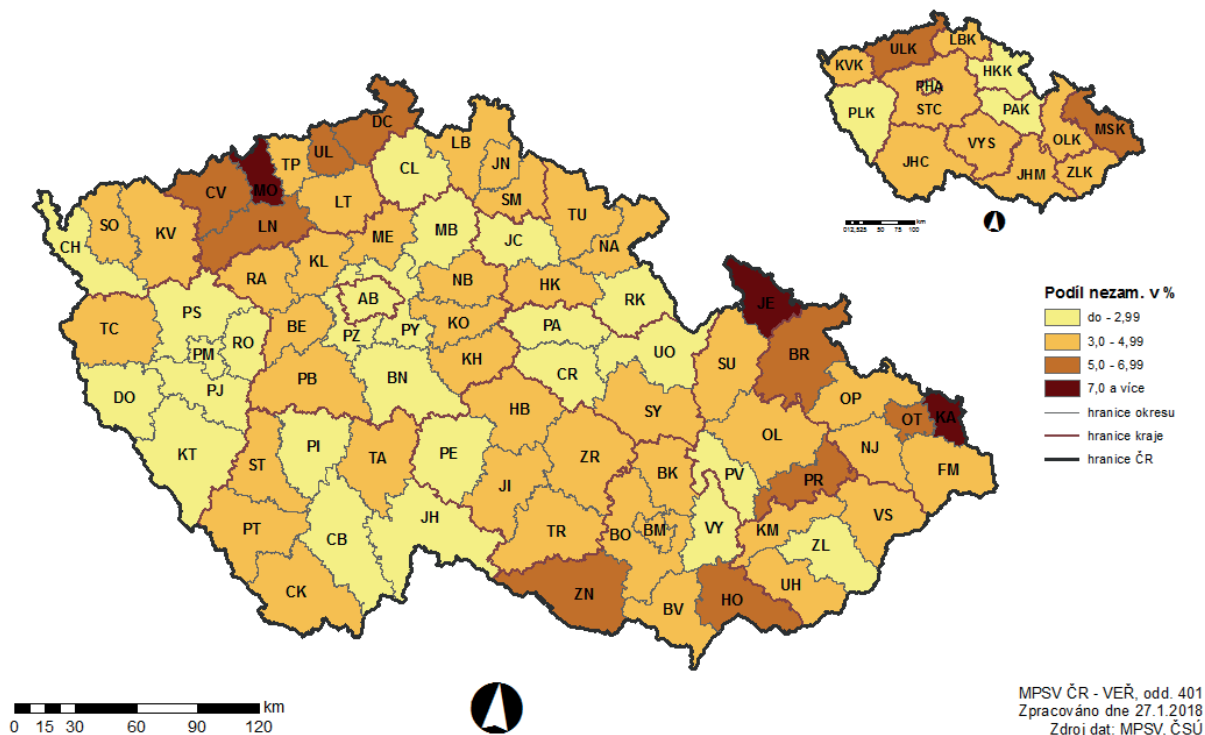 ULK
LBK
KVK
HKK
PHA
STC
PLK
PAK
MSK
OLK
VYS
JHC
JHM
ZLK
km
50 75 100
DC
UL
TP
LB
JN
CL
MO
CV
LT
SM
SO
LN
TU
KV
ME
MB
JC
CH
NA
KL
RA
NB
HK
AB
RK
JE
PS
TC
BE
PZ
PY
KO
PA
RO
PM
UO
BR
KH
SU
PB
BN
CR
DO
PJ
OP
HB
SY
OT
KA
KT
PI
OL
ST
TA
PE
ZR
NJ
FM
BK
PV
PR
JI
VS
JH
PT
TR
BO
BM
VY
KM
CB
ZL
CK
ZN
UH
HO
BV
Podíl nezam. v %
do - 2,99
3,0 - 4,99
5,0 - 6,99
7,0 a více
hranice okresu
hranice kraje
hranice ČR
km
0 15 30 60 90 120
MPSV ČR - VEŘ, odd. 401
Zpracováno dne 27.1.2018
Zdroj dat: MPSV, ČSÚ